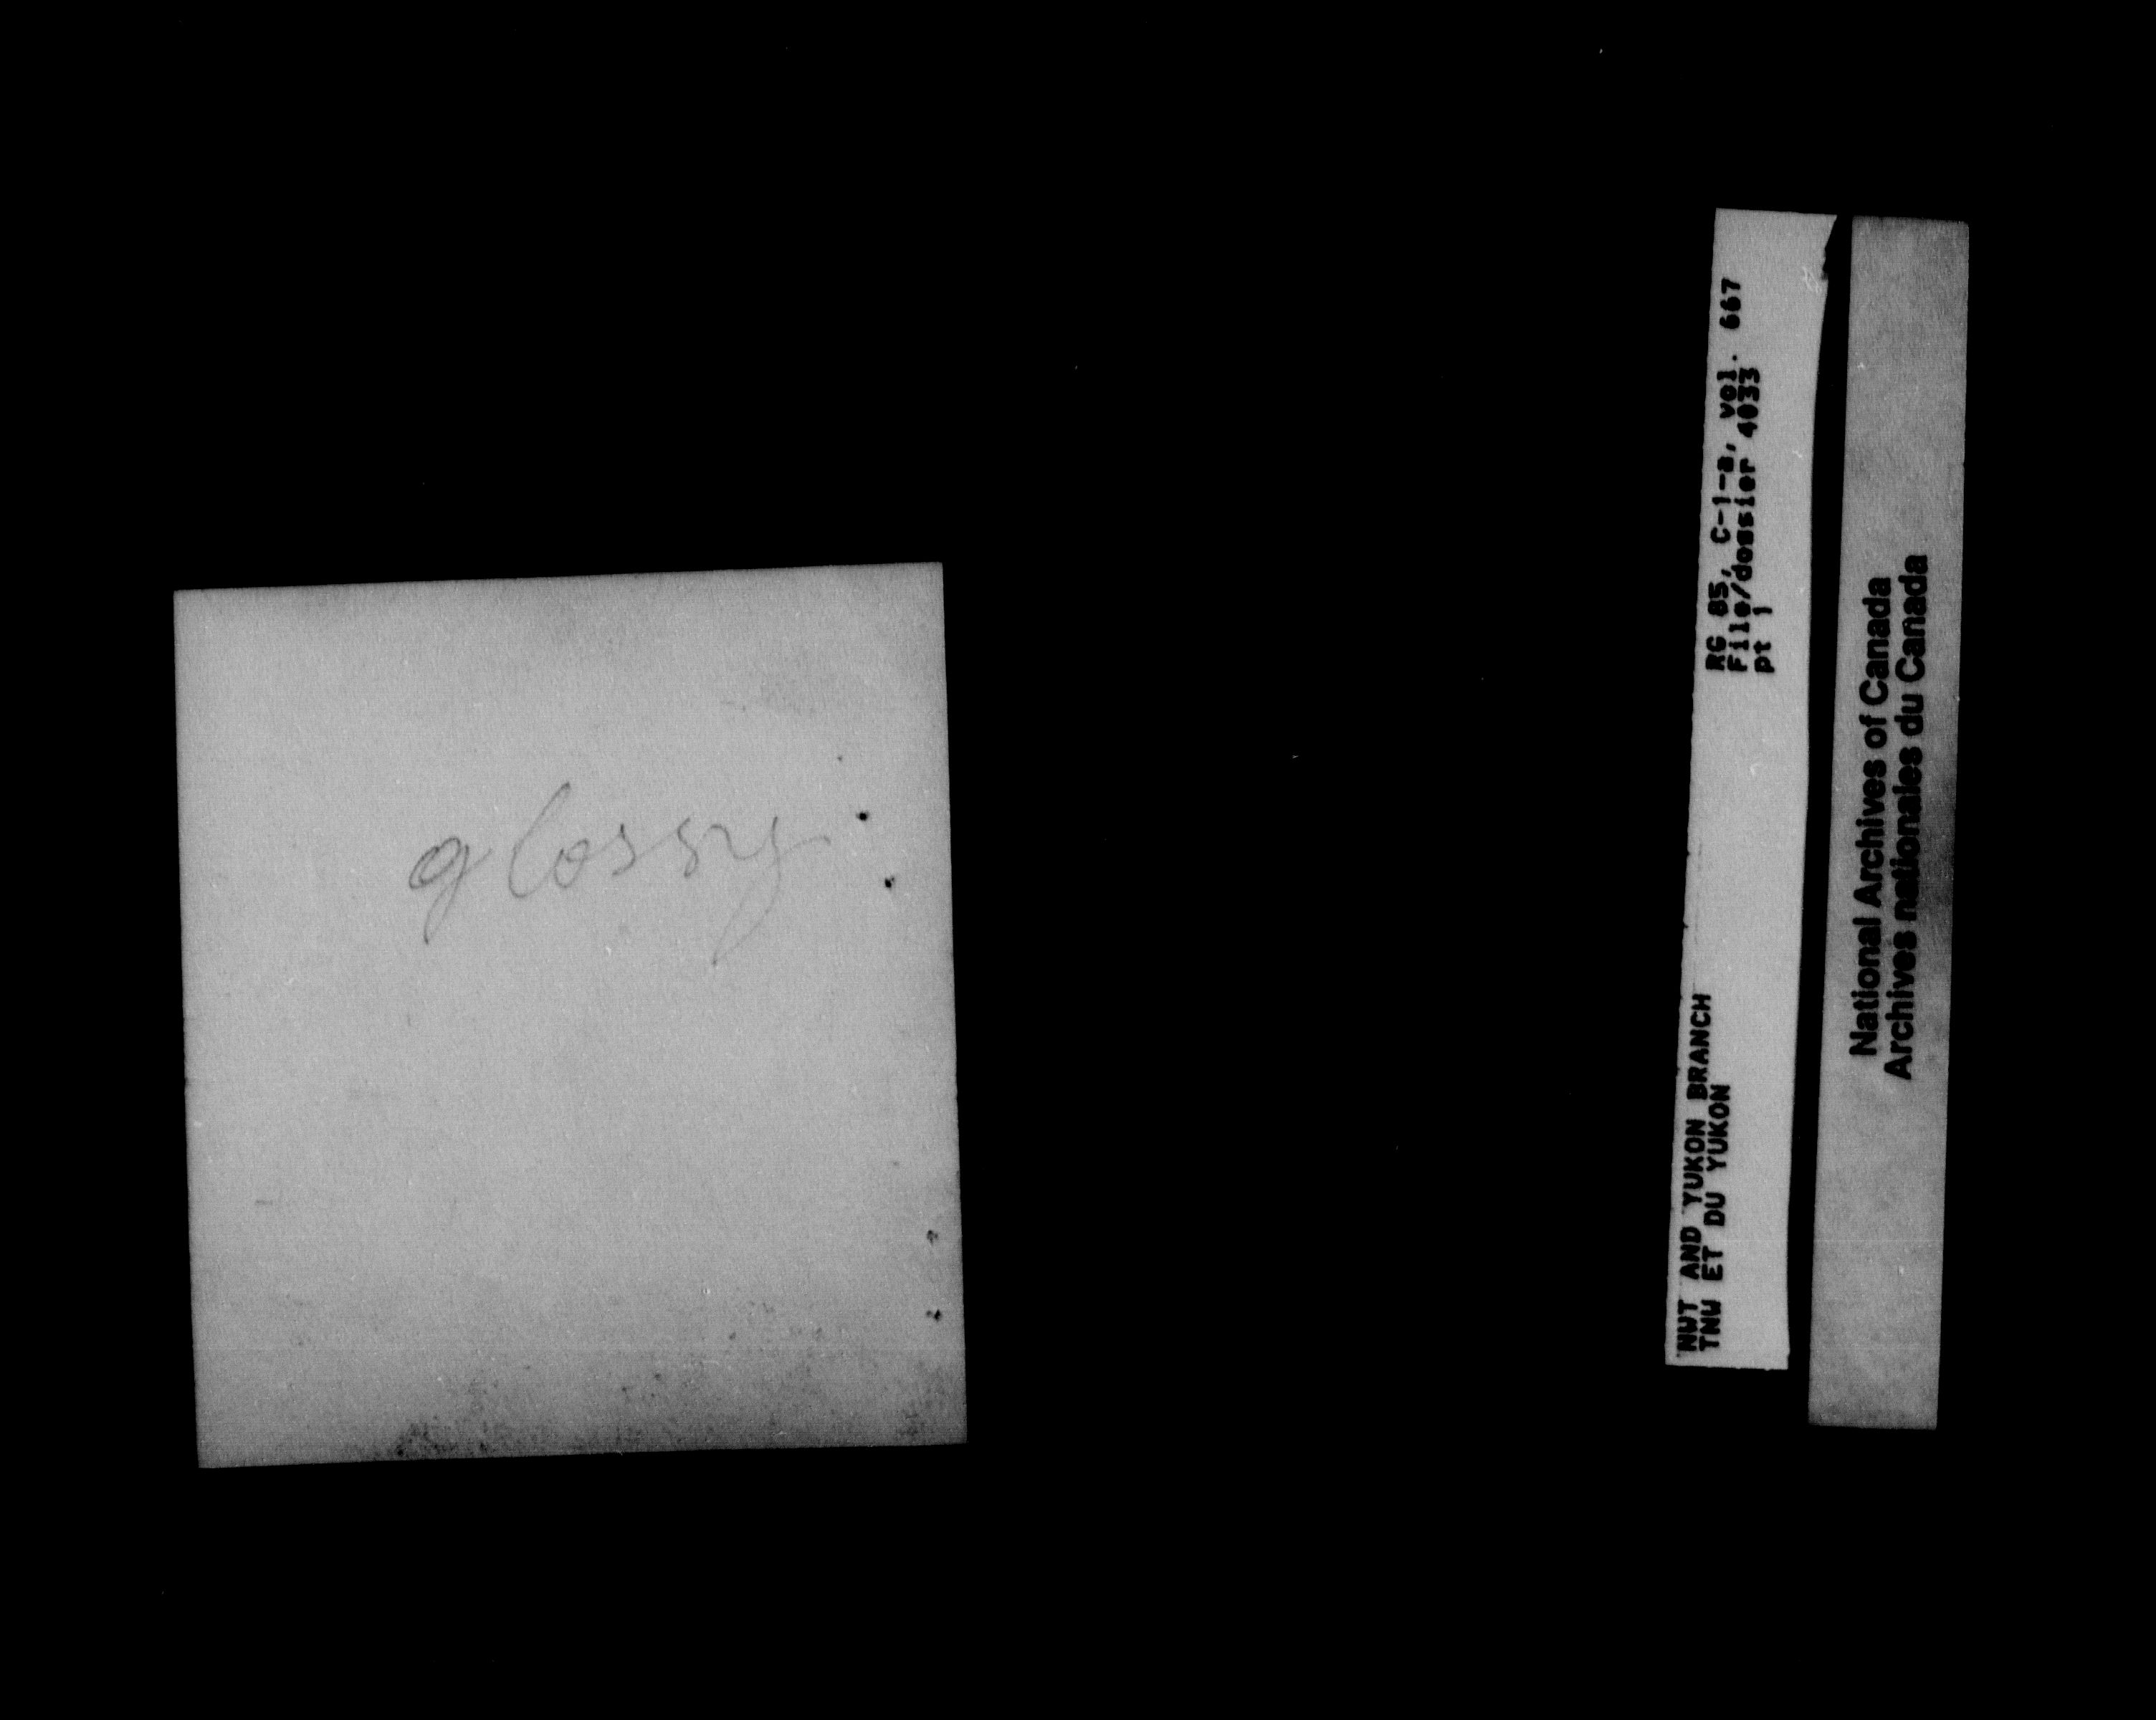 glossy
NWT AND YUKON BRANCH
TNW ET DU YUKON
RG 85, C-1-a, vol. 667
File/dossier 4033
pt 1
National Archives of Canada
Archives nationales du Canada